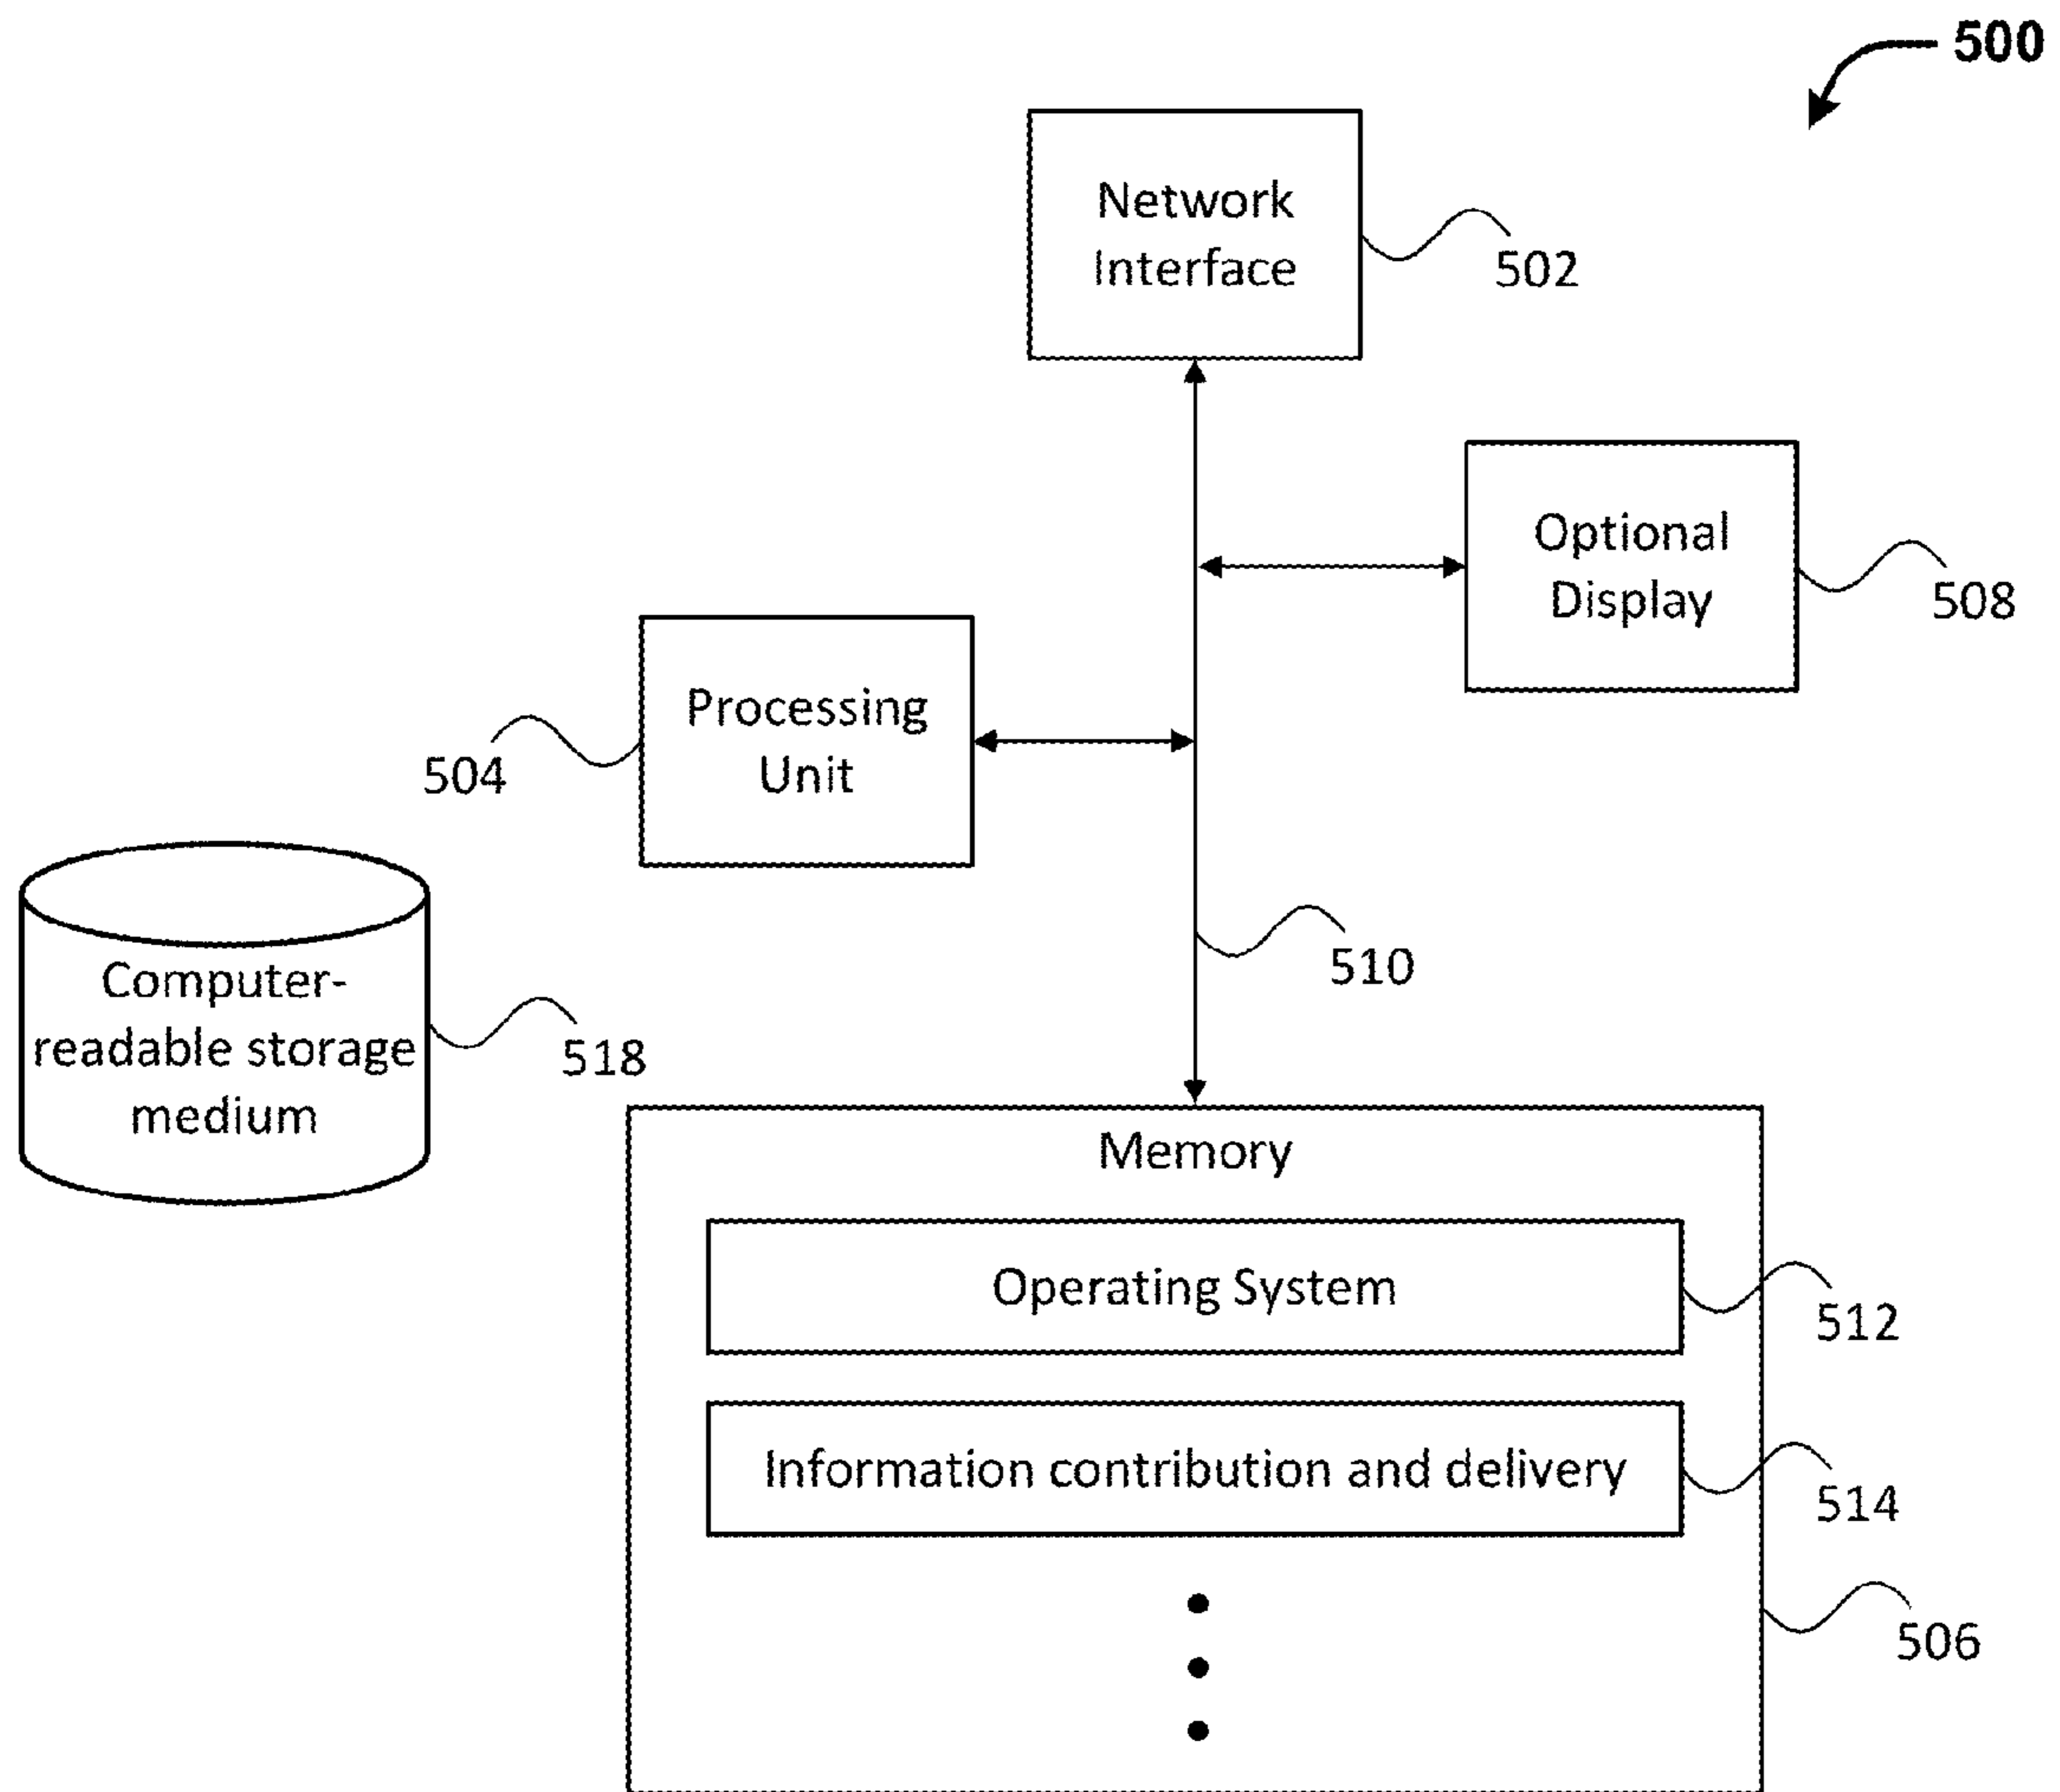 500
Network
Interface
502
Optional
Display
508
Processing
Unit
504
510
Computer-
readable storage
medium
518
Memory
Operating System
512
Information contribution and delivery
514
506